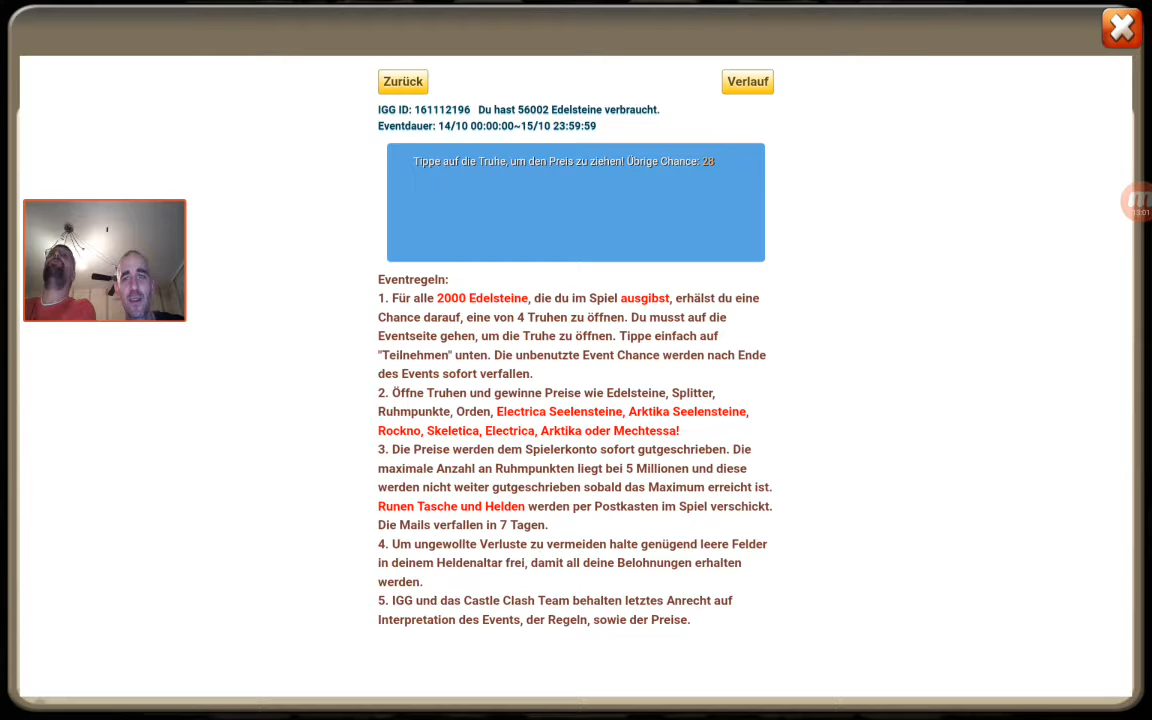 Zurück
Verlauf
IGG ID: 161112196 Du hast 56002 Edelsteine verbraucht.
Eventdauer: 14/10 00:00:00~15/10 23:59:59
Tippe auf die Truhe, um den Preis zu ziehen! Übrige Chance: 28
Eventregeln:
1. Für alle 2000 Edelsteine, die du im Spiel ausgibst, erhälst du eine
Chance darauf, eine von 4 Truhen zu öffnen. Du musst auf die
Eventseite gehen, um die Truhe zu öffnen. Tippe einfach auf
"Teilnehmen" unten. Die unbenutzte Event Chance werden nach Ende
des Events sofort verfallen.
2. Öffne Truhen und gewinne Preise wie Edelsteine, Splitter,
Ruhmpunkte, Orden, Electrica Seelensteine, Arktika Seelensteine,
Rockno, Skeletica, Electrica, Arktika oder Mechtessa!
3. Die Preise werden dem Spielerkonto sofort gutgeschrieben. Die
maximale Anzahl an Ruhmpunkten liegt bei 5 Millionen und diese
werden nicht weiter gutgeschrieben sobald das Maximum erreicht ist.
Runen Tasche und Helden werden per Postkasten im Spiel verschickt.
Die Mails verfallen in 7 Tagen.
4. Um ungewollte Verluste zu vermeiden halte genügend leere Felder
in deinem Heldenaltar frei, damit all deine Belohnungen erhalten
werden.
5. IGG und das Castle Clash Team behalten letztes Anrecht auf
Interpretation des Events, der Regeln, sowie der Preise.
13:01